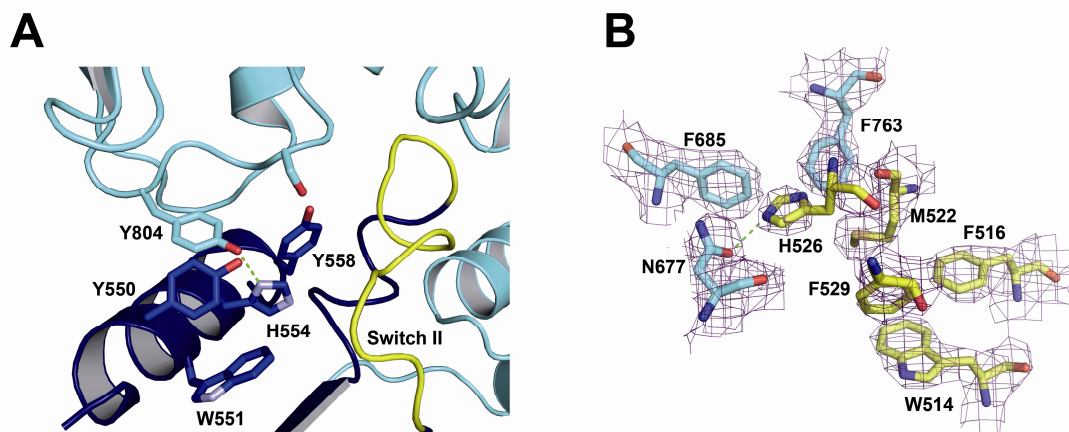 A
Y804
Y558
Y550
H554
Switch II
W551
B
F763
F685
M522
H526
F516
N677
F529
W514